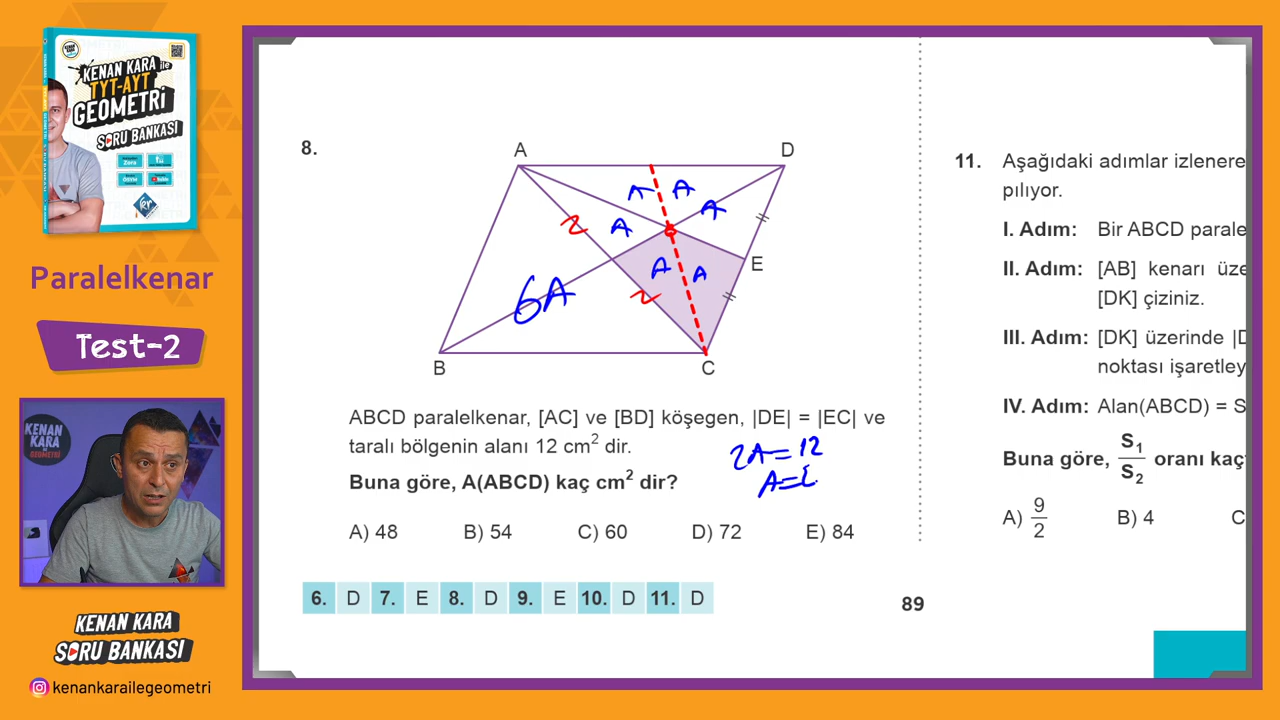 KENAN KARA ile
TYT-AYT
GEOMETRİ
SORU BANKASI
Paralelkenar
Test-2
KENAN KARA
SORU BANKASI
kenankarailegeometri
8.
A
D
E
B
C
A
A
A
A
A
A
6A
2
2
ABCD paralelkenar, [AC] ve [BD] köşegen, |DE| = |EC| ve
taralı bölgenin alanı 12 cm² dir.
2A=12
A=
Buna göre, A(ABCD) kaç cm² dir?
A) 48 B) 54 C) 60 D) 72 E) 84
6. D 7. E 8. D 9. E 10. D 11. D
89
11. Aşağıdaki adımlar izlenere
pılıyor.
I. Adım: Bir ABCD parale
II. Adım: [AB] kenarı üze
[DK] çiziniz.
III. Adım: [DK] üzerinde |D
noktası işaretley
IV. Adım: Alan(ABCD) = S
Buna göre, S₁/S₂ oranı kaç
A) 9/2 B) 4 C